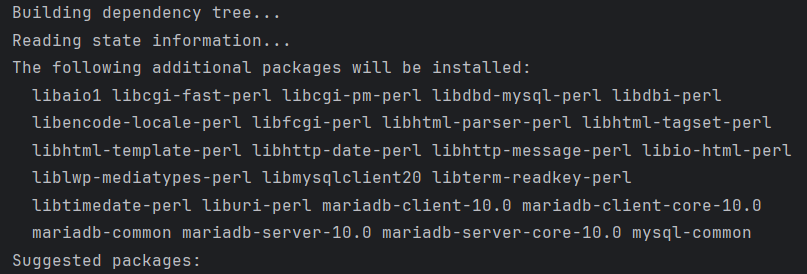 Building dependency tree...
Reading state information...
The following additional packages will be installed:
libaio1 libcgi-fast-perl libcgi-pm-perl libdbd-mysql-perl libdbi-perl
libencode-locale-perl libfcgi-perl libhtml-parser-perl libhtml-tagset-perl
libhtml-template-perl libhttp-date-perl libhttp-message-perl libio-html-perl
liblwp-mediatypes-perl libmysqlclient20 libterm-readkey-perl
libtimedate-perl liburi-perl mariadb-client-10.0 mariadb-client-core-10.0
mariadb-common mariadb-server-10.0 mariadb-server-core-10.0 mysql-common
Suggested packages: